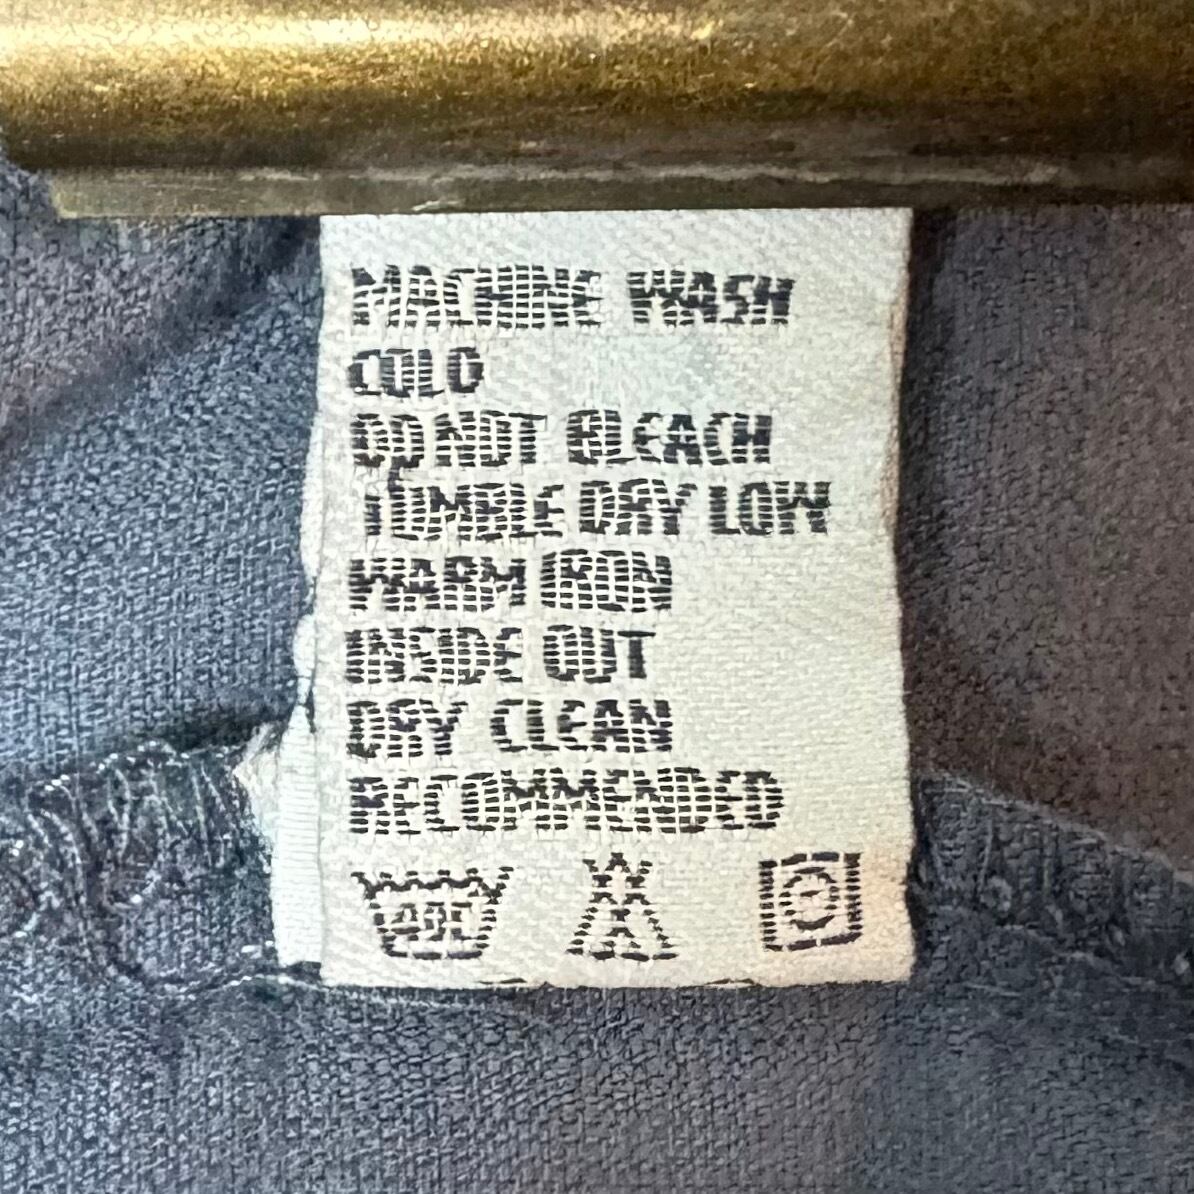 MACHINE WASH
COLD
DO NOT BLEACH
TUMBLE DRY LOW
WARM IRON
INSIDE OUT
DRY CLEAN
RECOMMENDED